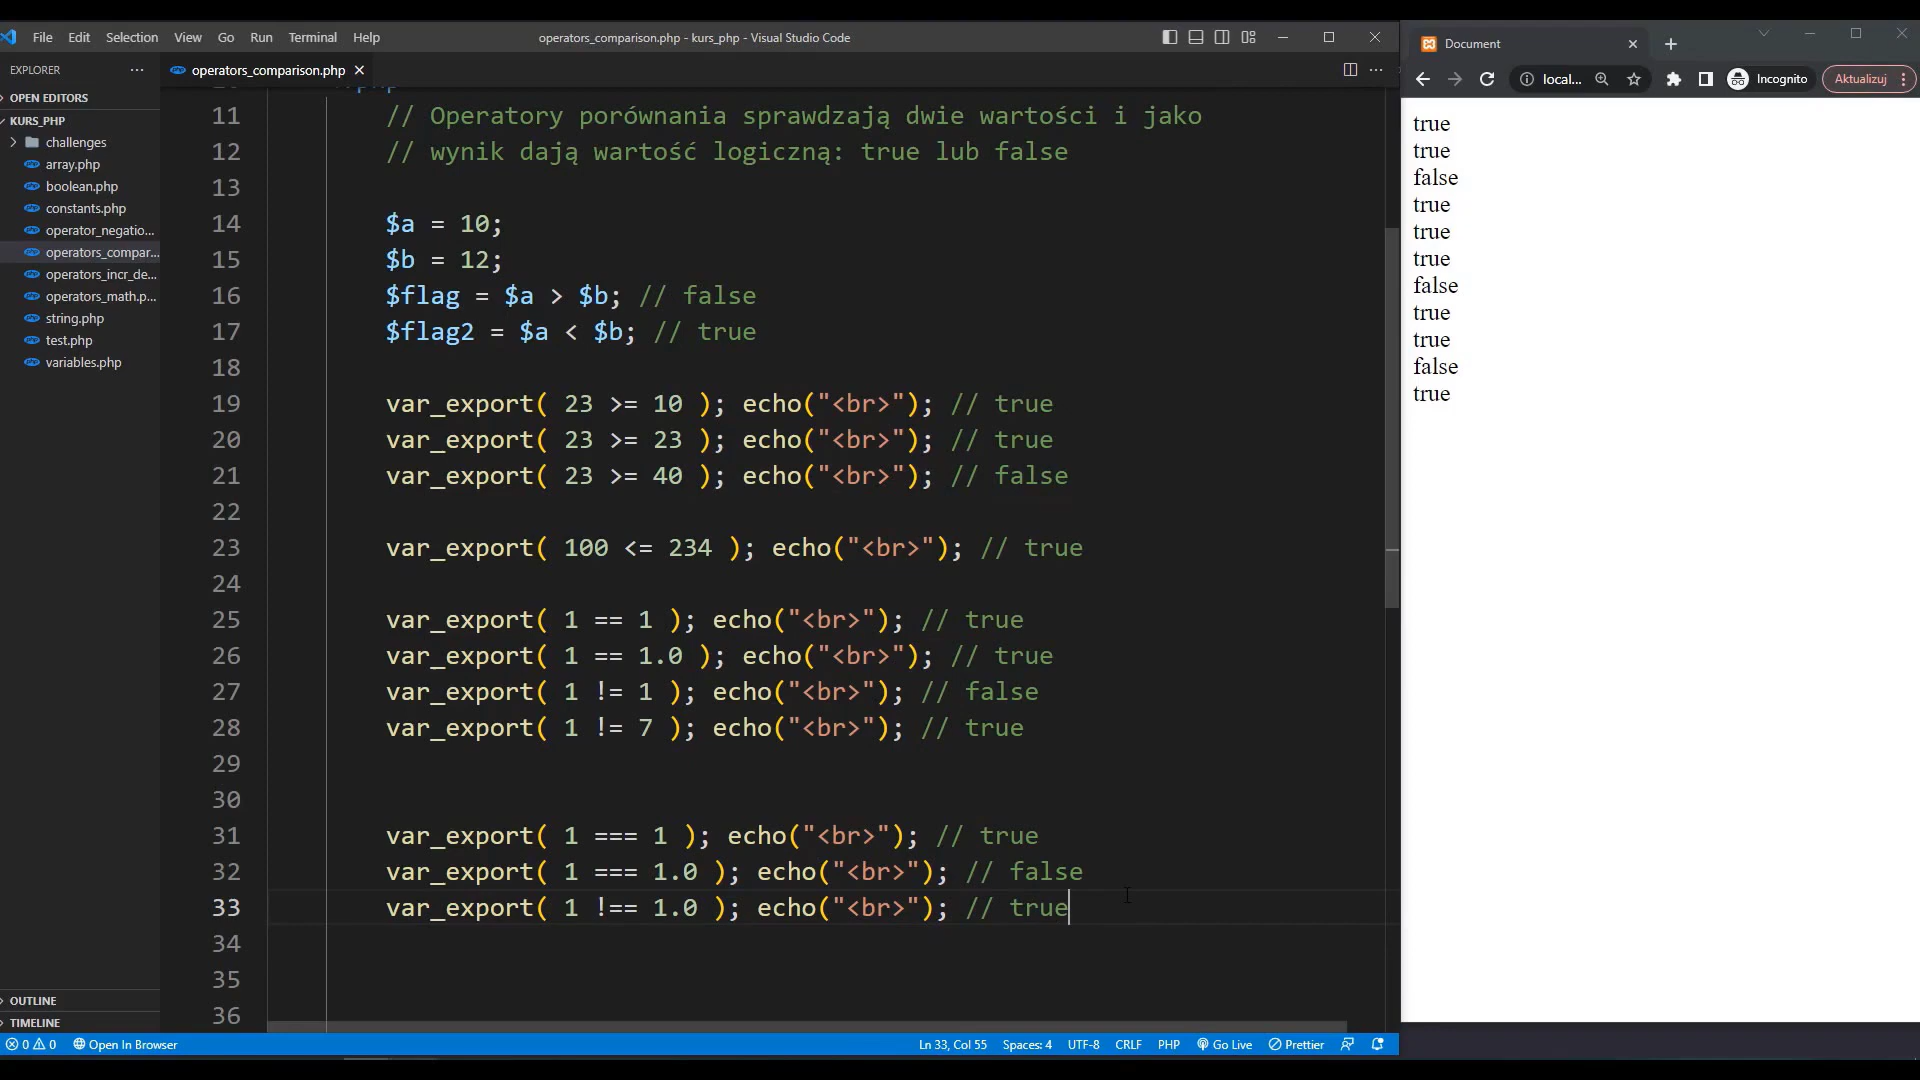 File Edit Selection View Go Run Terminal Help
operators_comparison.php - kurs_php - Visual Studio Code
EXPLORER
OPEN EDITORS
KURS_PHP
challenges
array.php
boolean.php
constants.php
operator_negatio...
operators_compar...
operators_incr_de...
operators_math.p...
string.php
test.php
variables.php
OUTLINE
TIMELINE
operators_comparison.php
11 // Operatory porównania sprawdzają dwie wartości i jako
12 // wynik dają wartość logiczną: true lub false
13
14 $a = 10;
15 $b = 12;
16 $flag = $a > $b; // false
17 $flag2 = $a < $b; // true
18
19 var_export( 23 >= 10 ); echo("<br>"); // true
20 var_export( 23 >= 23 ); echo("<br>"); // true
21 var_export( 23 >= 40 ); echo("<br>"); // false
22
23 var_export( 100 <= 234 ); echo("<br>"); // true
24
25 var_export( 1 == 1 ); echo("<br>"); // true
26 var_export( 1 == 1.0 ); echo("<br>"); // true
27 var_export( 1 != 1 ); echo("<br>"); // false
28 var_export( 1 != 7 ); echo("<br>"); // true
29
30
31 var_export( 1 === 1 ); echo("<br>"); // true
32 var_export( 1 === 1.0 ); echo("<br>"); // false
33 var_export( 1 !== 1.0 ); echo("<br>"); // true
34
35
36
0 0 Open In Browser Ln 33, Col 55 Spaces: 4 UTF-8 CRLF PHP Go Live Prettier
Document
local... Incognito Aktualizuj
true
true
false
true
true
true
false
true
true
false
true